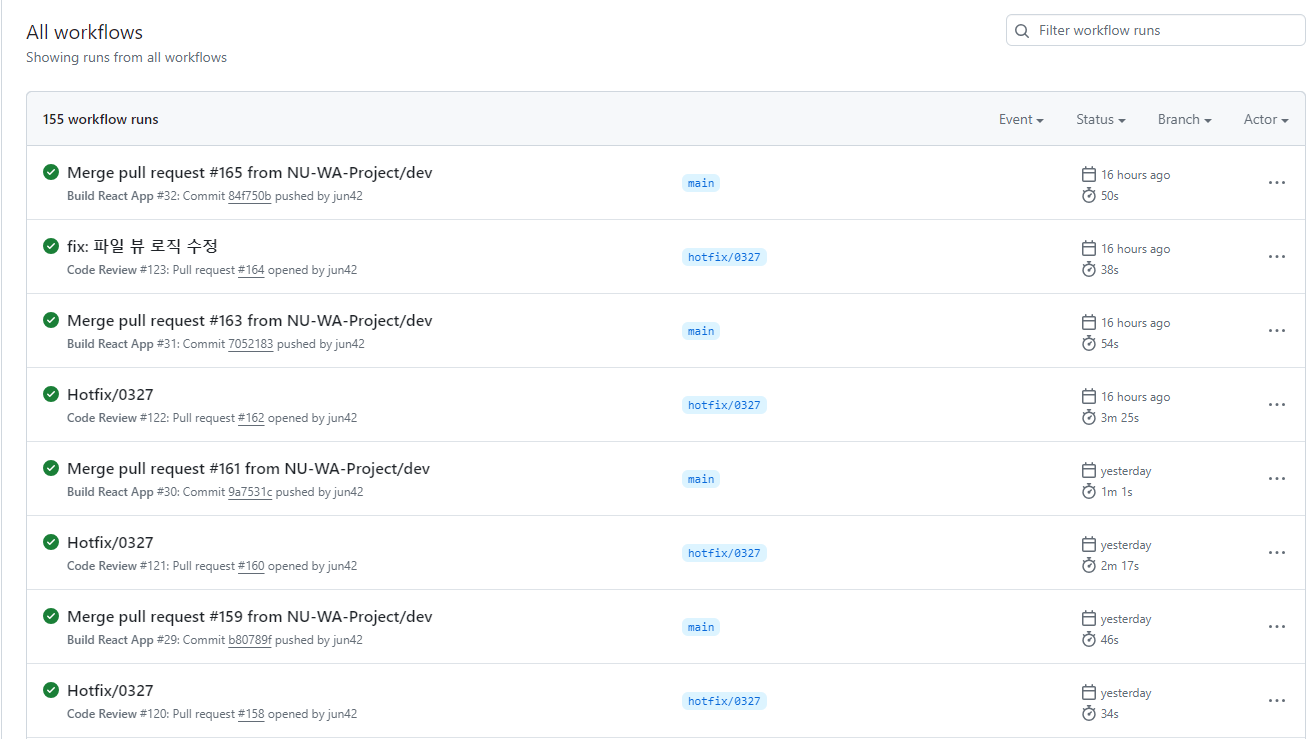 All workflows
Filter workflow runs
Showing runs from all workflows
155 workflow runs
Event
Status
Branch
Actor
Merge pull request #165 from NU-WA-Project/dev
Build React App #32: Commit 84f750b pushed by jun42
main
16 hours ago
50s
fix: 파일 뷰 로직 수정
Code Review #123: Pull request #164 opened by jun42
hotfix/0327
16 hours ago
38s
Merge pull request #163 from NU-WA-Project/dev
Build React App #31: Commit 7052183 pushed by jun42
main
16 hours ago
54s
Hotfix/0327
Code Review #122: Pull request #162 opened by jun42
hotfix/0327
16 hours ago
3m 25s
Merge pull request #161 from NU-WA-Project/dev
Build React App #30: Commit 9a7531c pushed by jun42
main
yesterday
1m 1s
Hotfix/0327
Code Review #121: Pull request #160 opened by jun42
hotfix/0327
yesterday
2m 17s
Merge pull request #159 from NU-WA-Project/dev
Build React App #29: Commit b80789f pushed by jun42
main
yesterday
46s
Hotfix/0327
Code Review #120: Pull request #158 opened by jun42
hotfix/0327
yesterday
34s